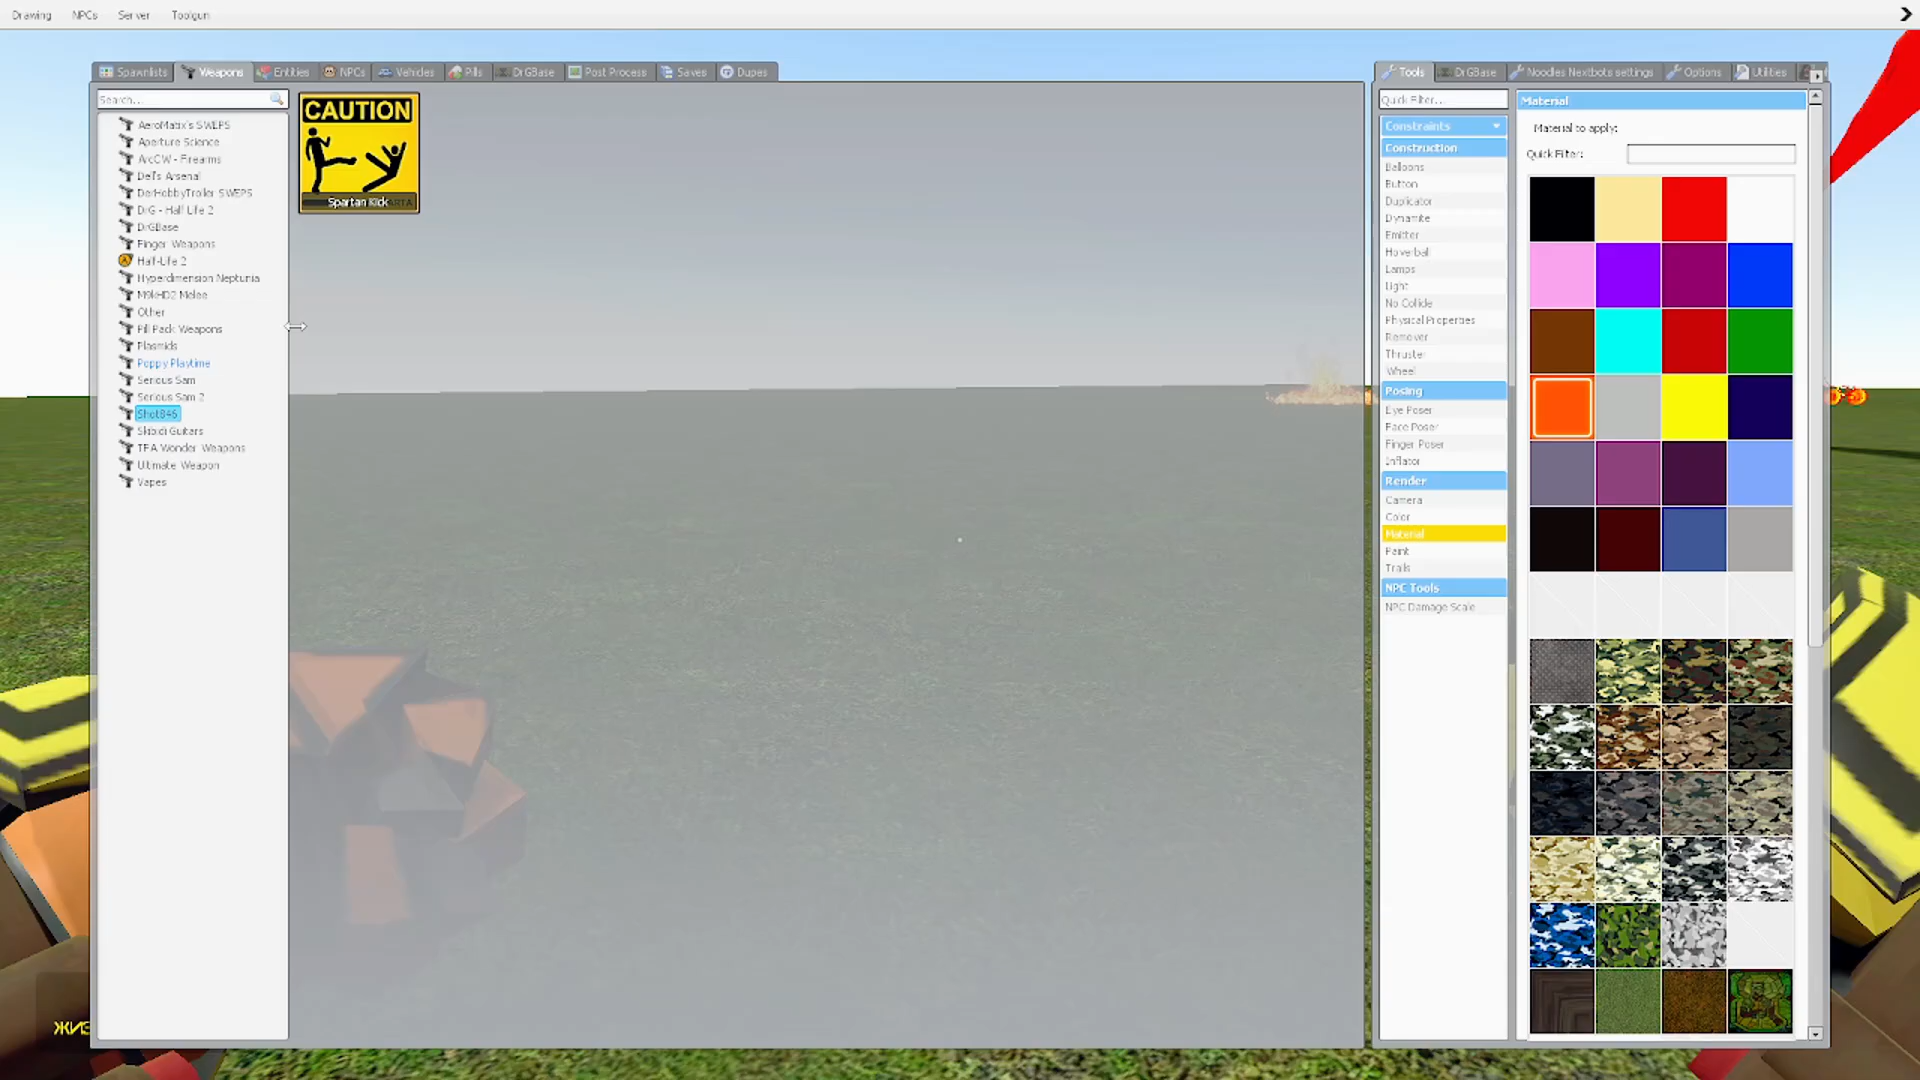 Drawing NPCs Server Toolgun
Spawnlists Weapons Entities NPCs Vehicles Pills DrGBase Post Process Saves Dupes
Search...
AeroMatix's SWEPS
Aperture Science
ArcCW - Firearms
Dell's Arsenal
DerHobbyTroller SWEPS
DrG - Half Life 2
DrGBase
Finger Weapons
Half-Life 2
Hyperdimension Neptunia
M9kHD2 Melee
Other
Pill Pack Weapons
Plasmids
Poppy Playtime
Serious Sam
Serious Sam 2
Shot846
Skibidi Guitars
TFA Wonder Weapons
Ultimate Weapon
Vapes
CAUTION
Spartan Kick
Tools DrGBase Noodles Nextbots settings Options Utilities
Quick Filter...
Constraints
Construction
Balloons
Button
Duplicator
Dynamite
Emitter
Hoverball
Lamps
Light
No Collide
Physical Properties
Remover
Thruster
Wheel
Posing
Eye Poser
Face Poser
Finger Poser
Inflator
Render
Camera
Color
Material
Paint
Trails
NPC Tools
NPC Damage Scale
Material
Material to apply:
Quick Filter:
ЖИЗ